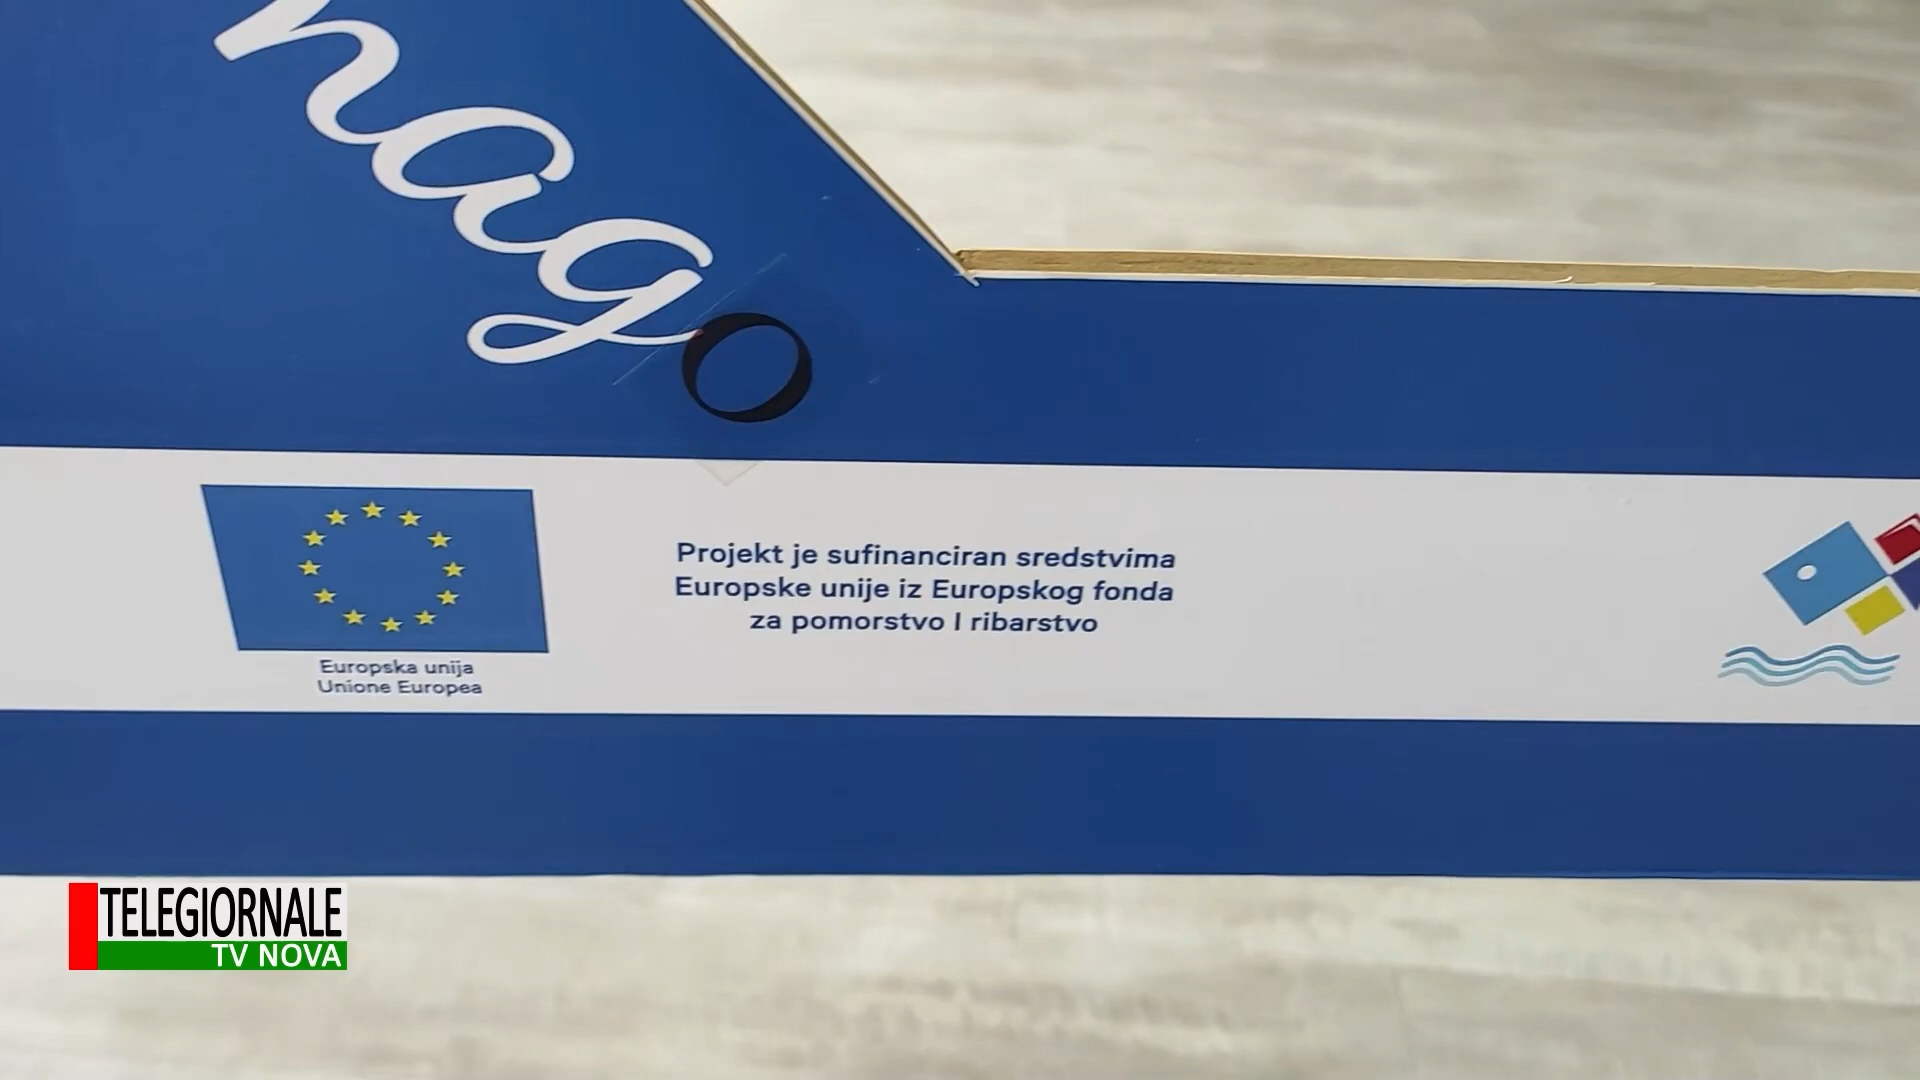 nago
Projekt je sufinanciran sredstvima
Europske unije iz Europskog fonda
za pomorstvo I ribarstvo
Europska unija
Unione Europea
TELEGIORNALE
TV NOVA